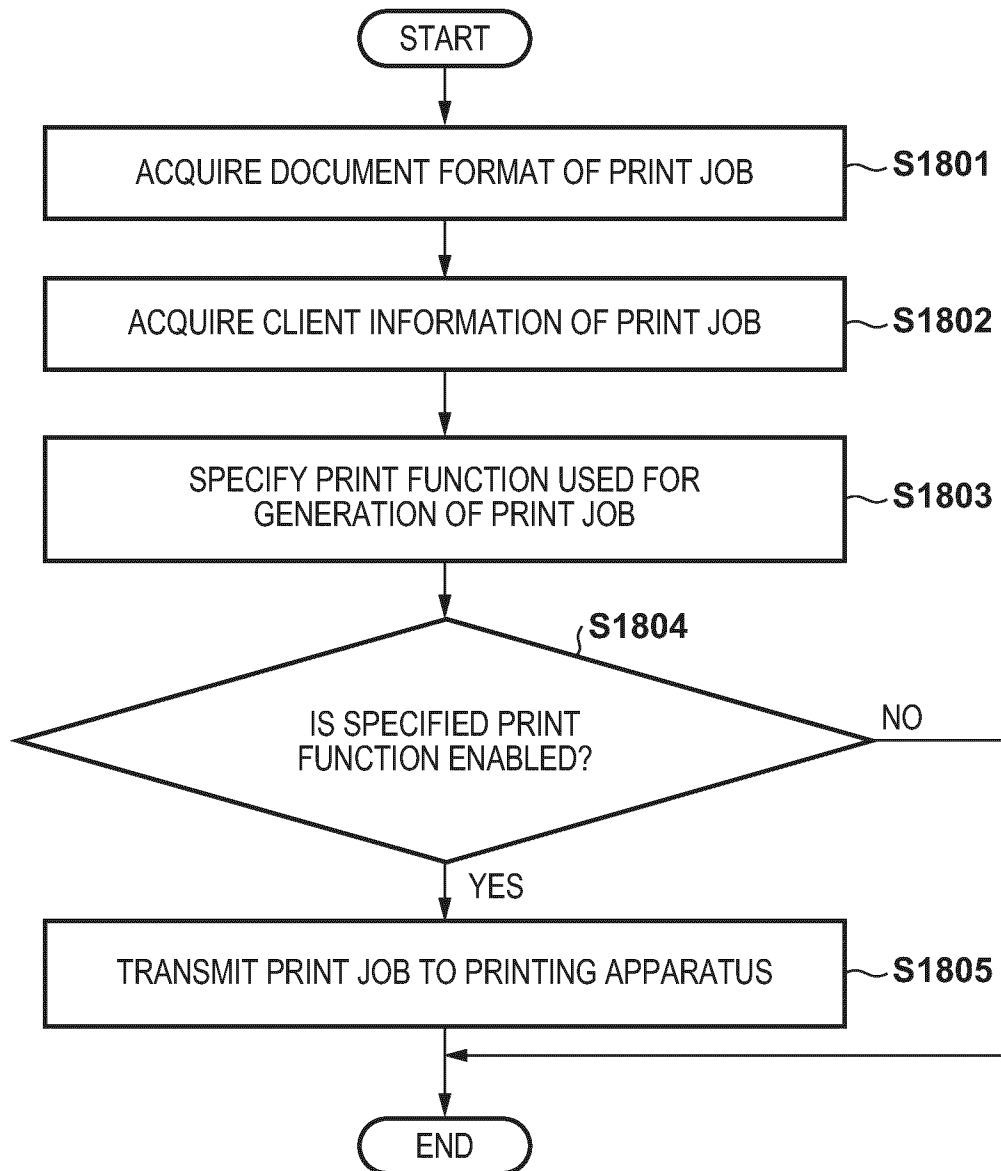 START
ACQUIRE DOCUMENT FORMAT OF PRINT JOB
S1801
ACQUIRE CLIENT INFORMATION OF PRINT JOB
S1802
SPECIFY PRINT FUNCTION USED FOR
GENERATION OF PRINT JOB
S1803
S1804
IS SPECIFIED PRINT
FUNCTION ENABLED?
NO
YES
TRANSMIT PRINT JOB TO PRINTING APPARATUS
S1805
END